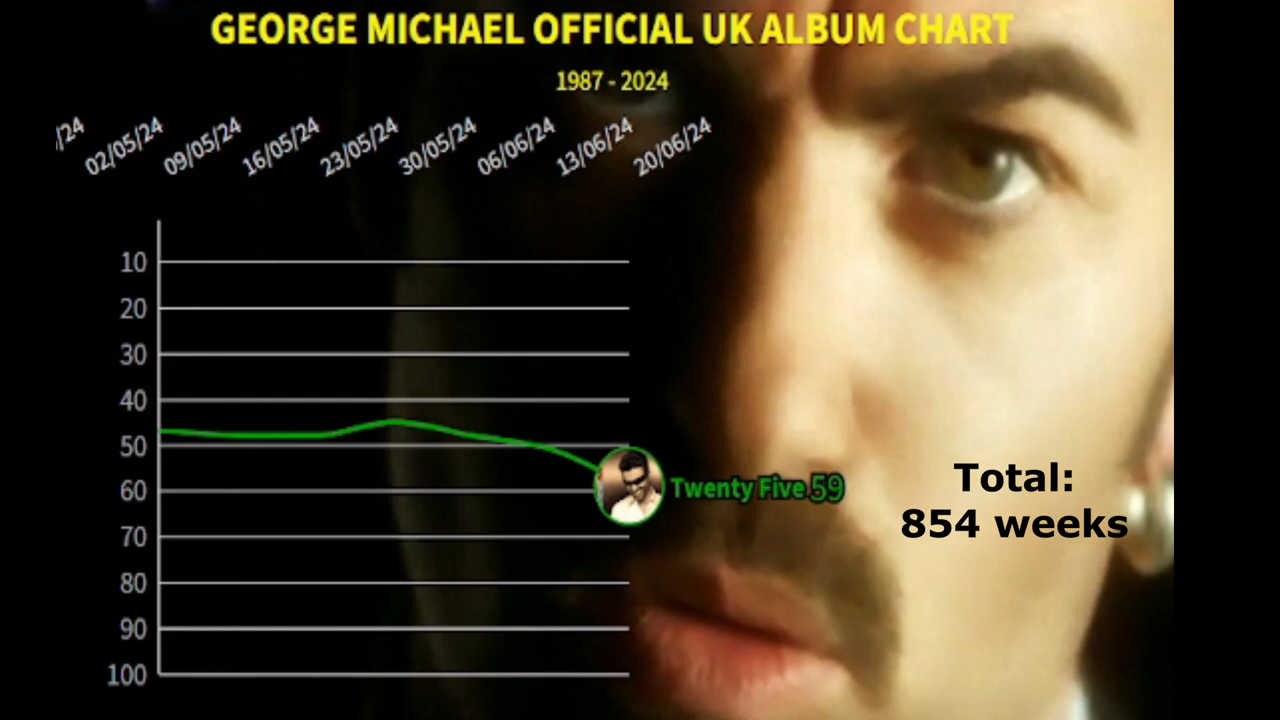 GEORGE MICHAEL OFFICIAL UK ALBUM CHART
1987 - 2024
/24 02/05/24 09/05/24 16/05/24 23/05/24 30/05/24 06/06/24 13/06/24 20/06/24
10
20
30
40
50
60
70
80
90
100
Twenty Five 59
Total:
854 weeks